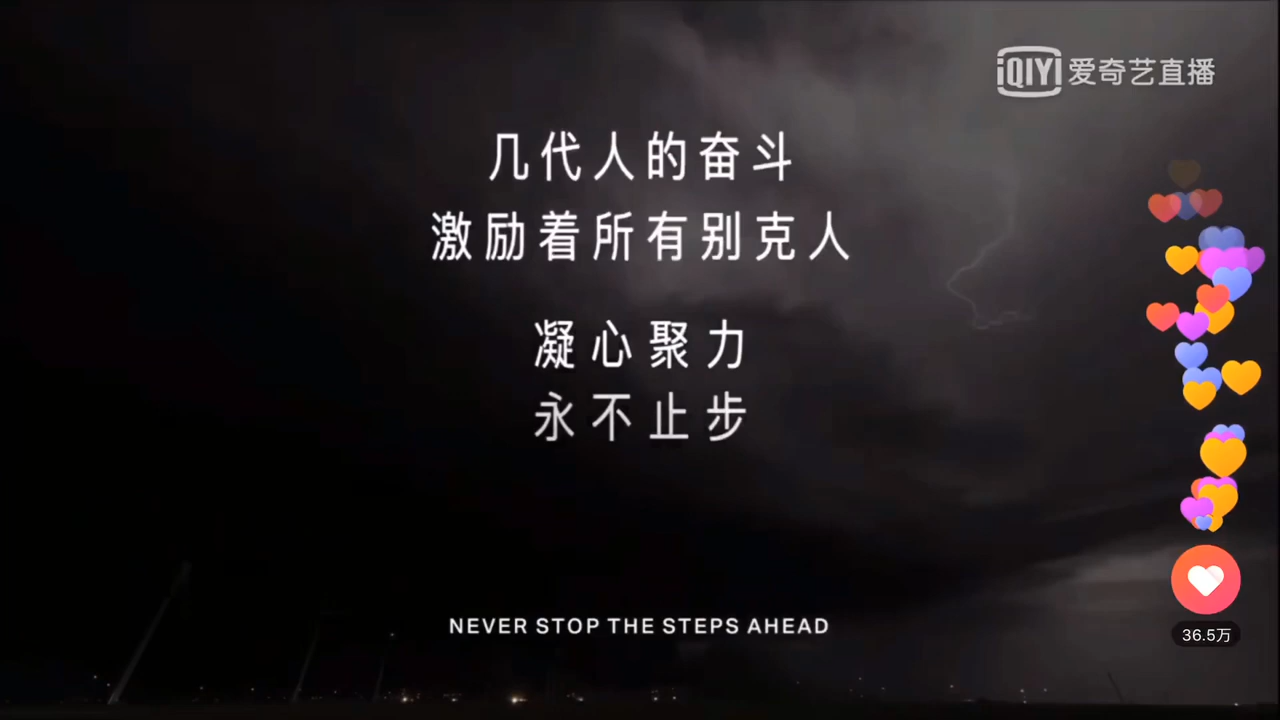 iQIYI 爱奇艺直播
几代人的奋斗
激励着所有别克人
凝心聚力
永不止步
NEVER STOP THE STEPS AHEAD
36.5万